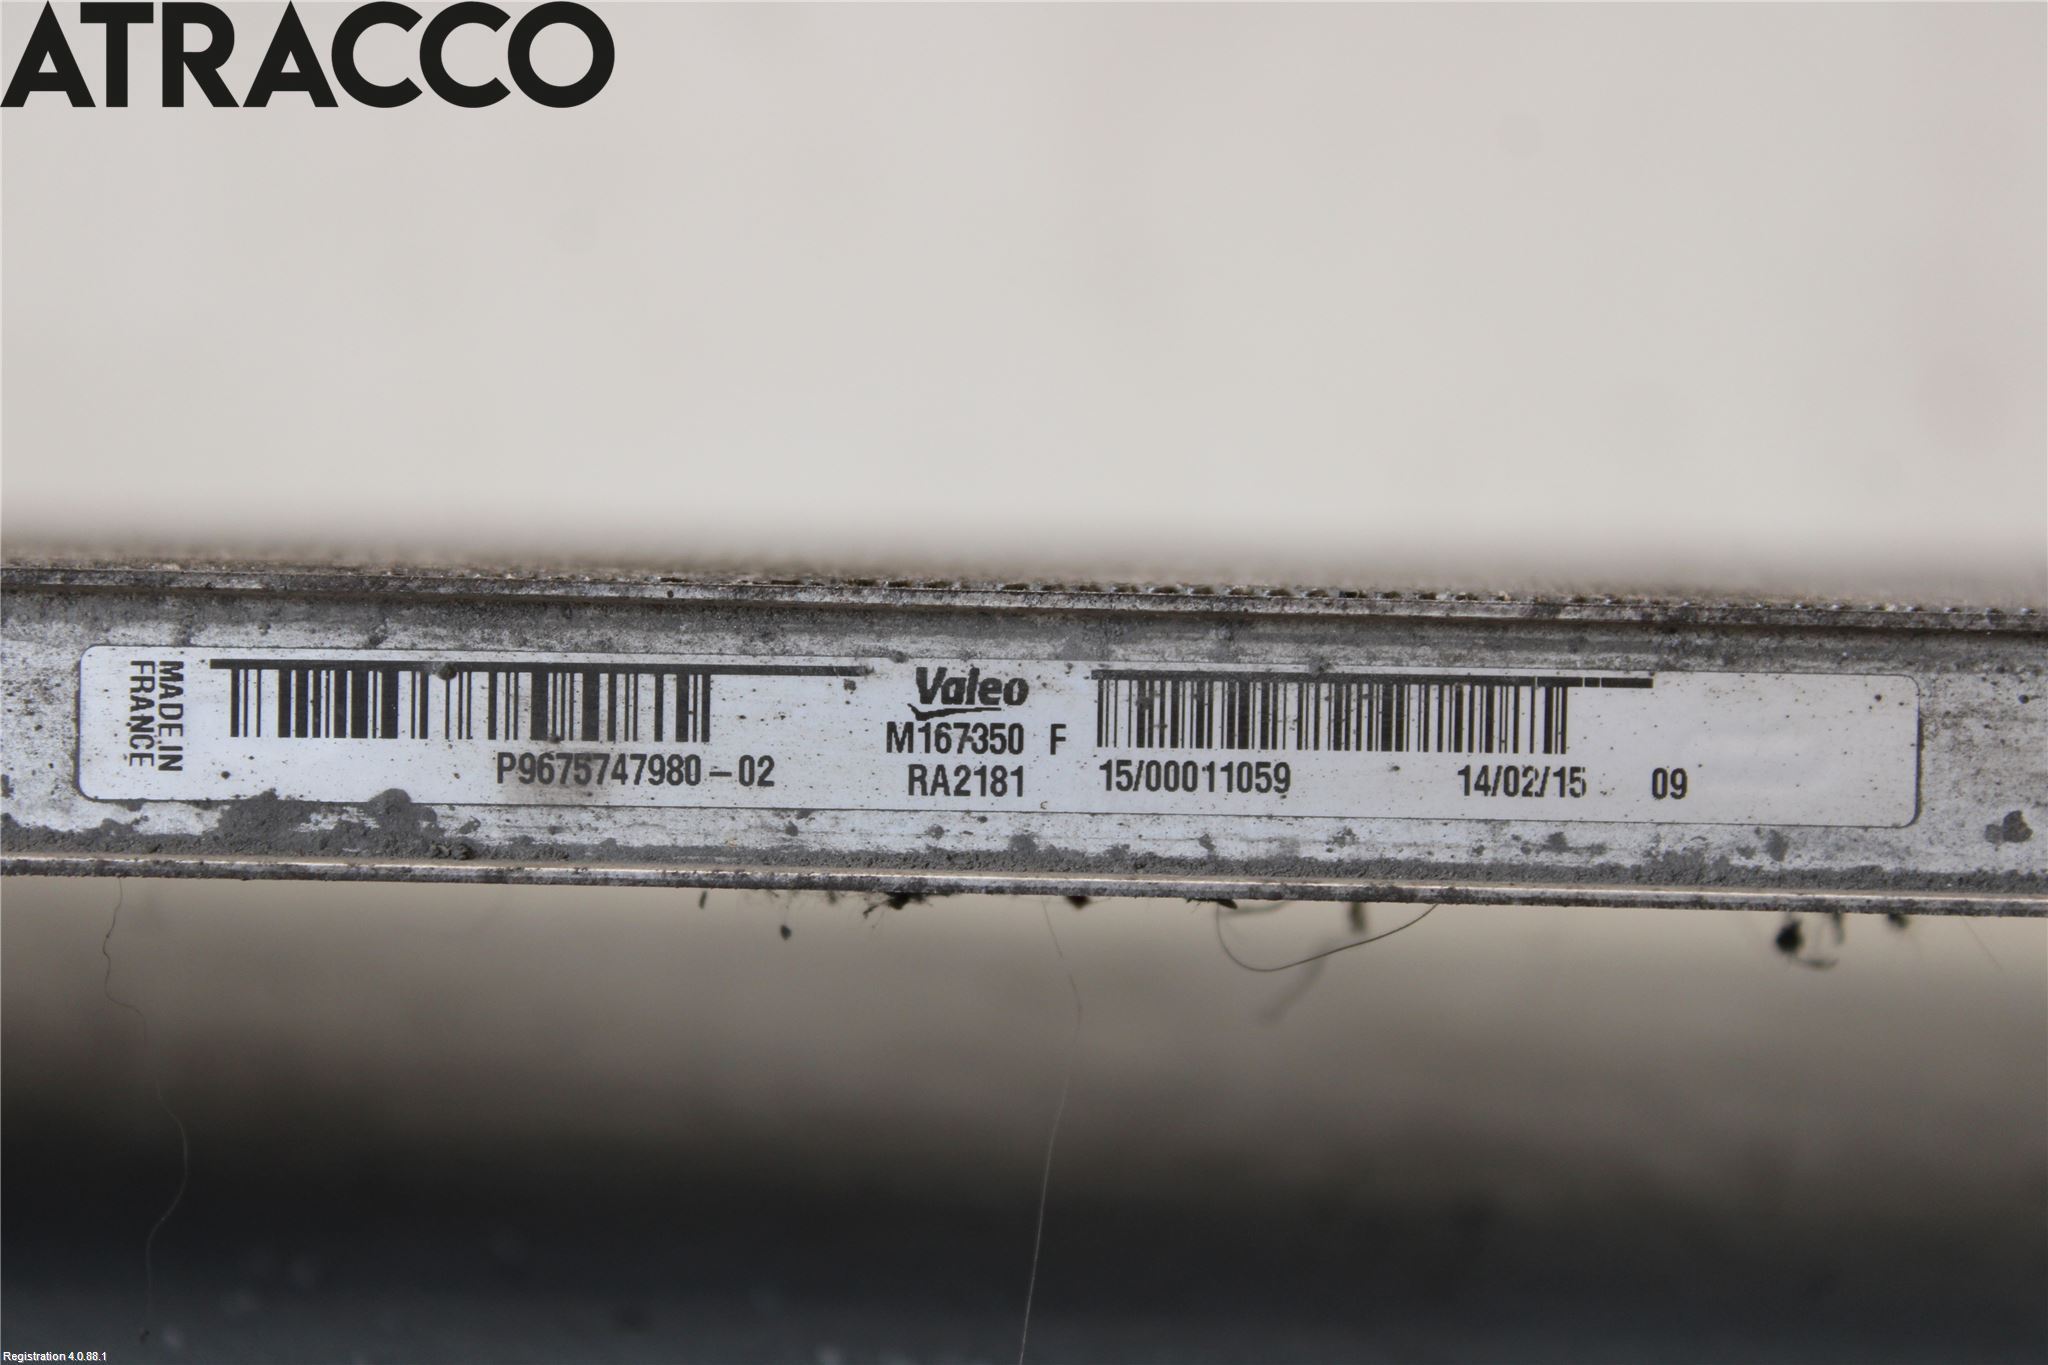 ATRACCO
MADE IN
FRANCE
P9675747980-02
Valeo
M167350 F
RA2181
15/00011059 14/02/15 09
Registration 4.0.88.1